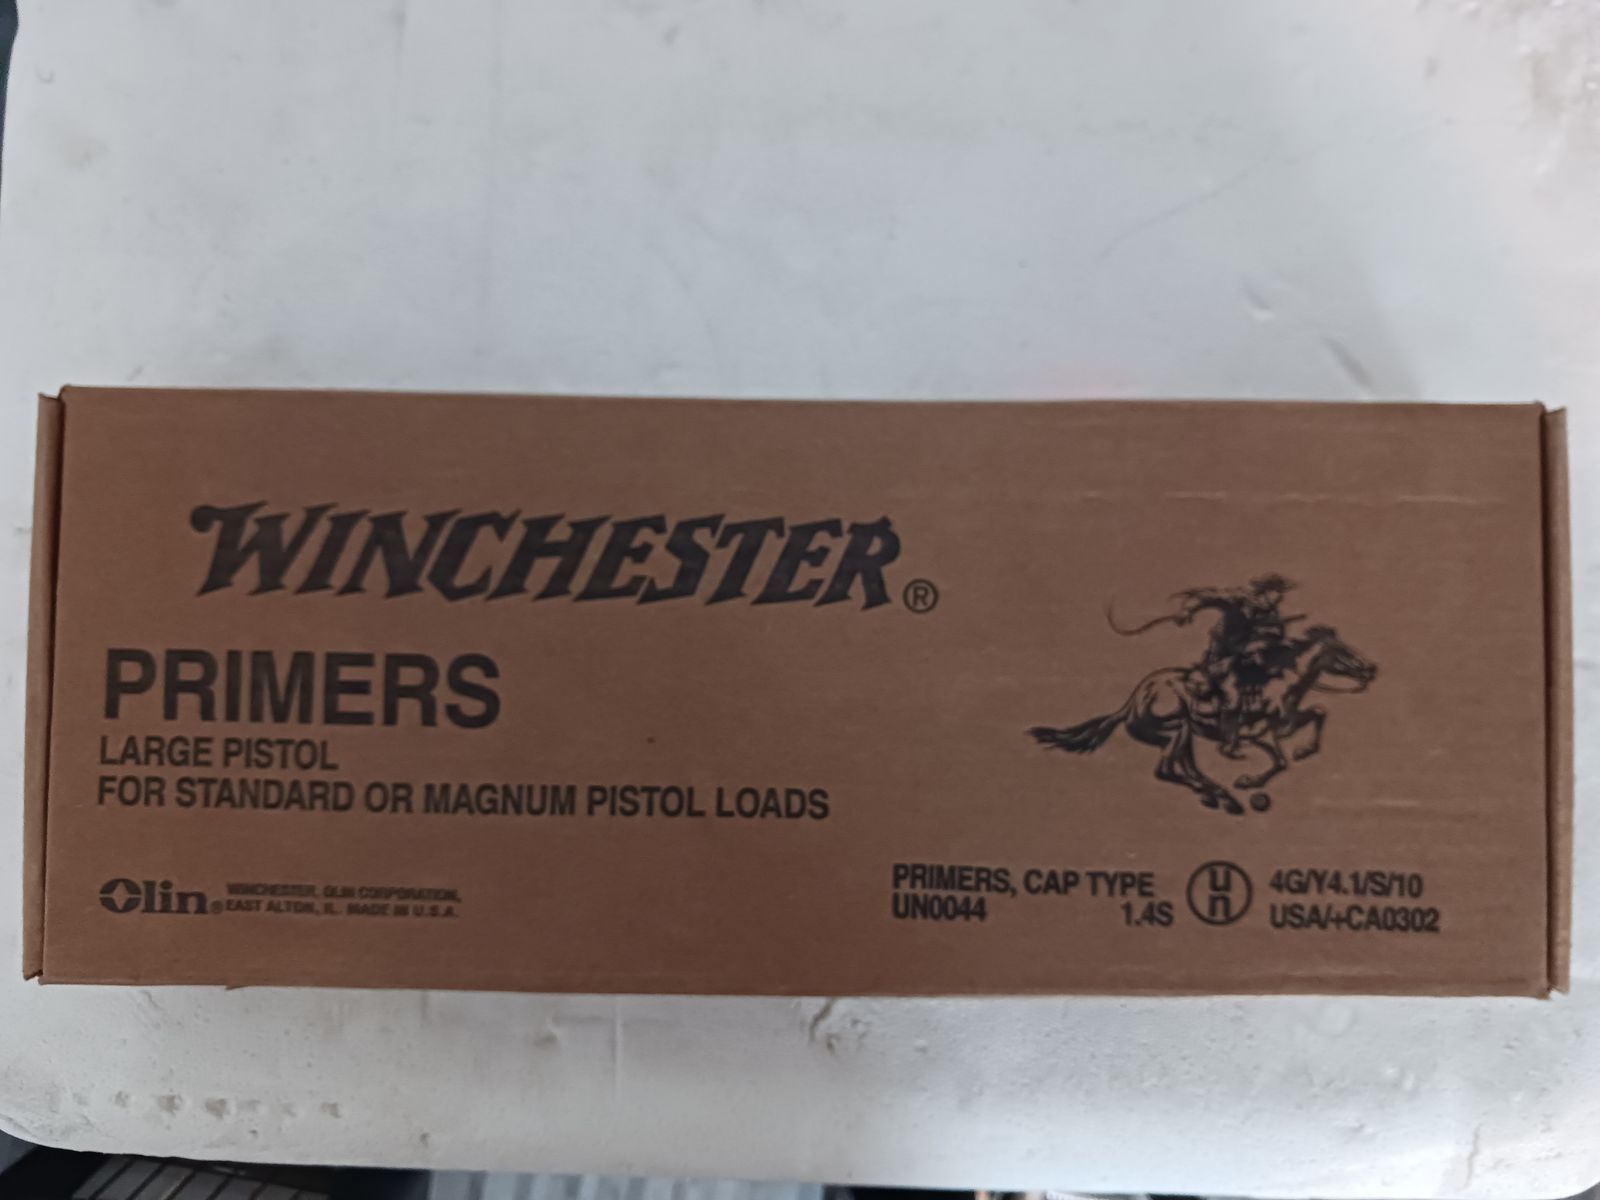 WINCHESTER®
PRIMERS
LARGE PISTOL
FOR STANDARD OR MAGNUM PISTOL LOADS
Olin® WINCHESTER, OLIN CORPORATION,
EAST ALTON, IL. MADE IN U.S.A.
PRIMERS, CAP TYPE
UN0044 1.4S
un
4G/Y4.1/S/10
USA/+CA0302